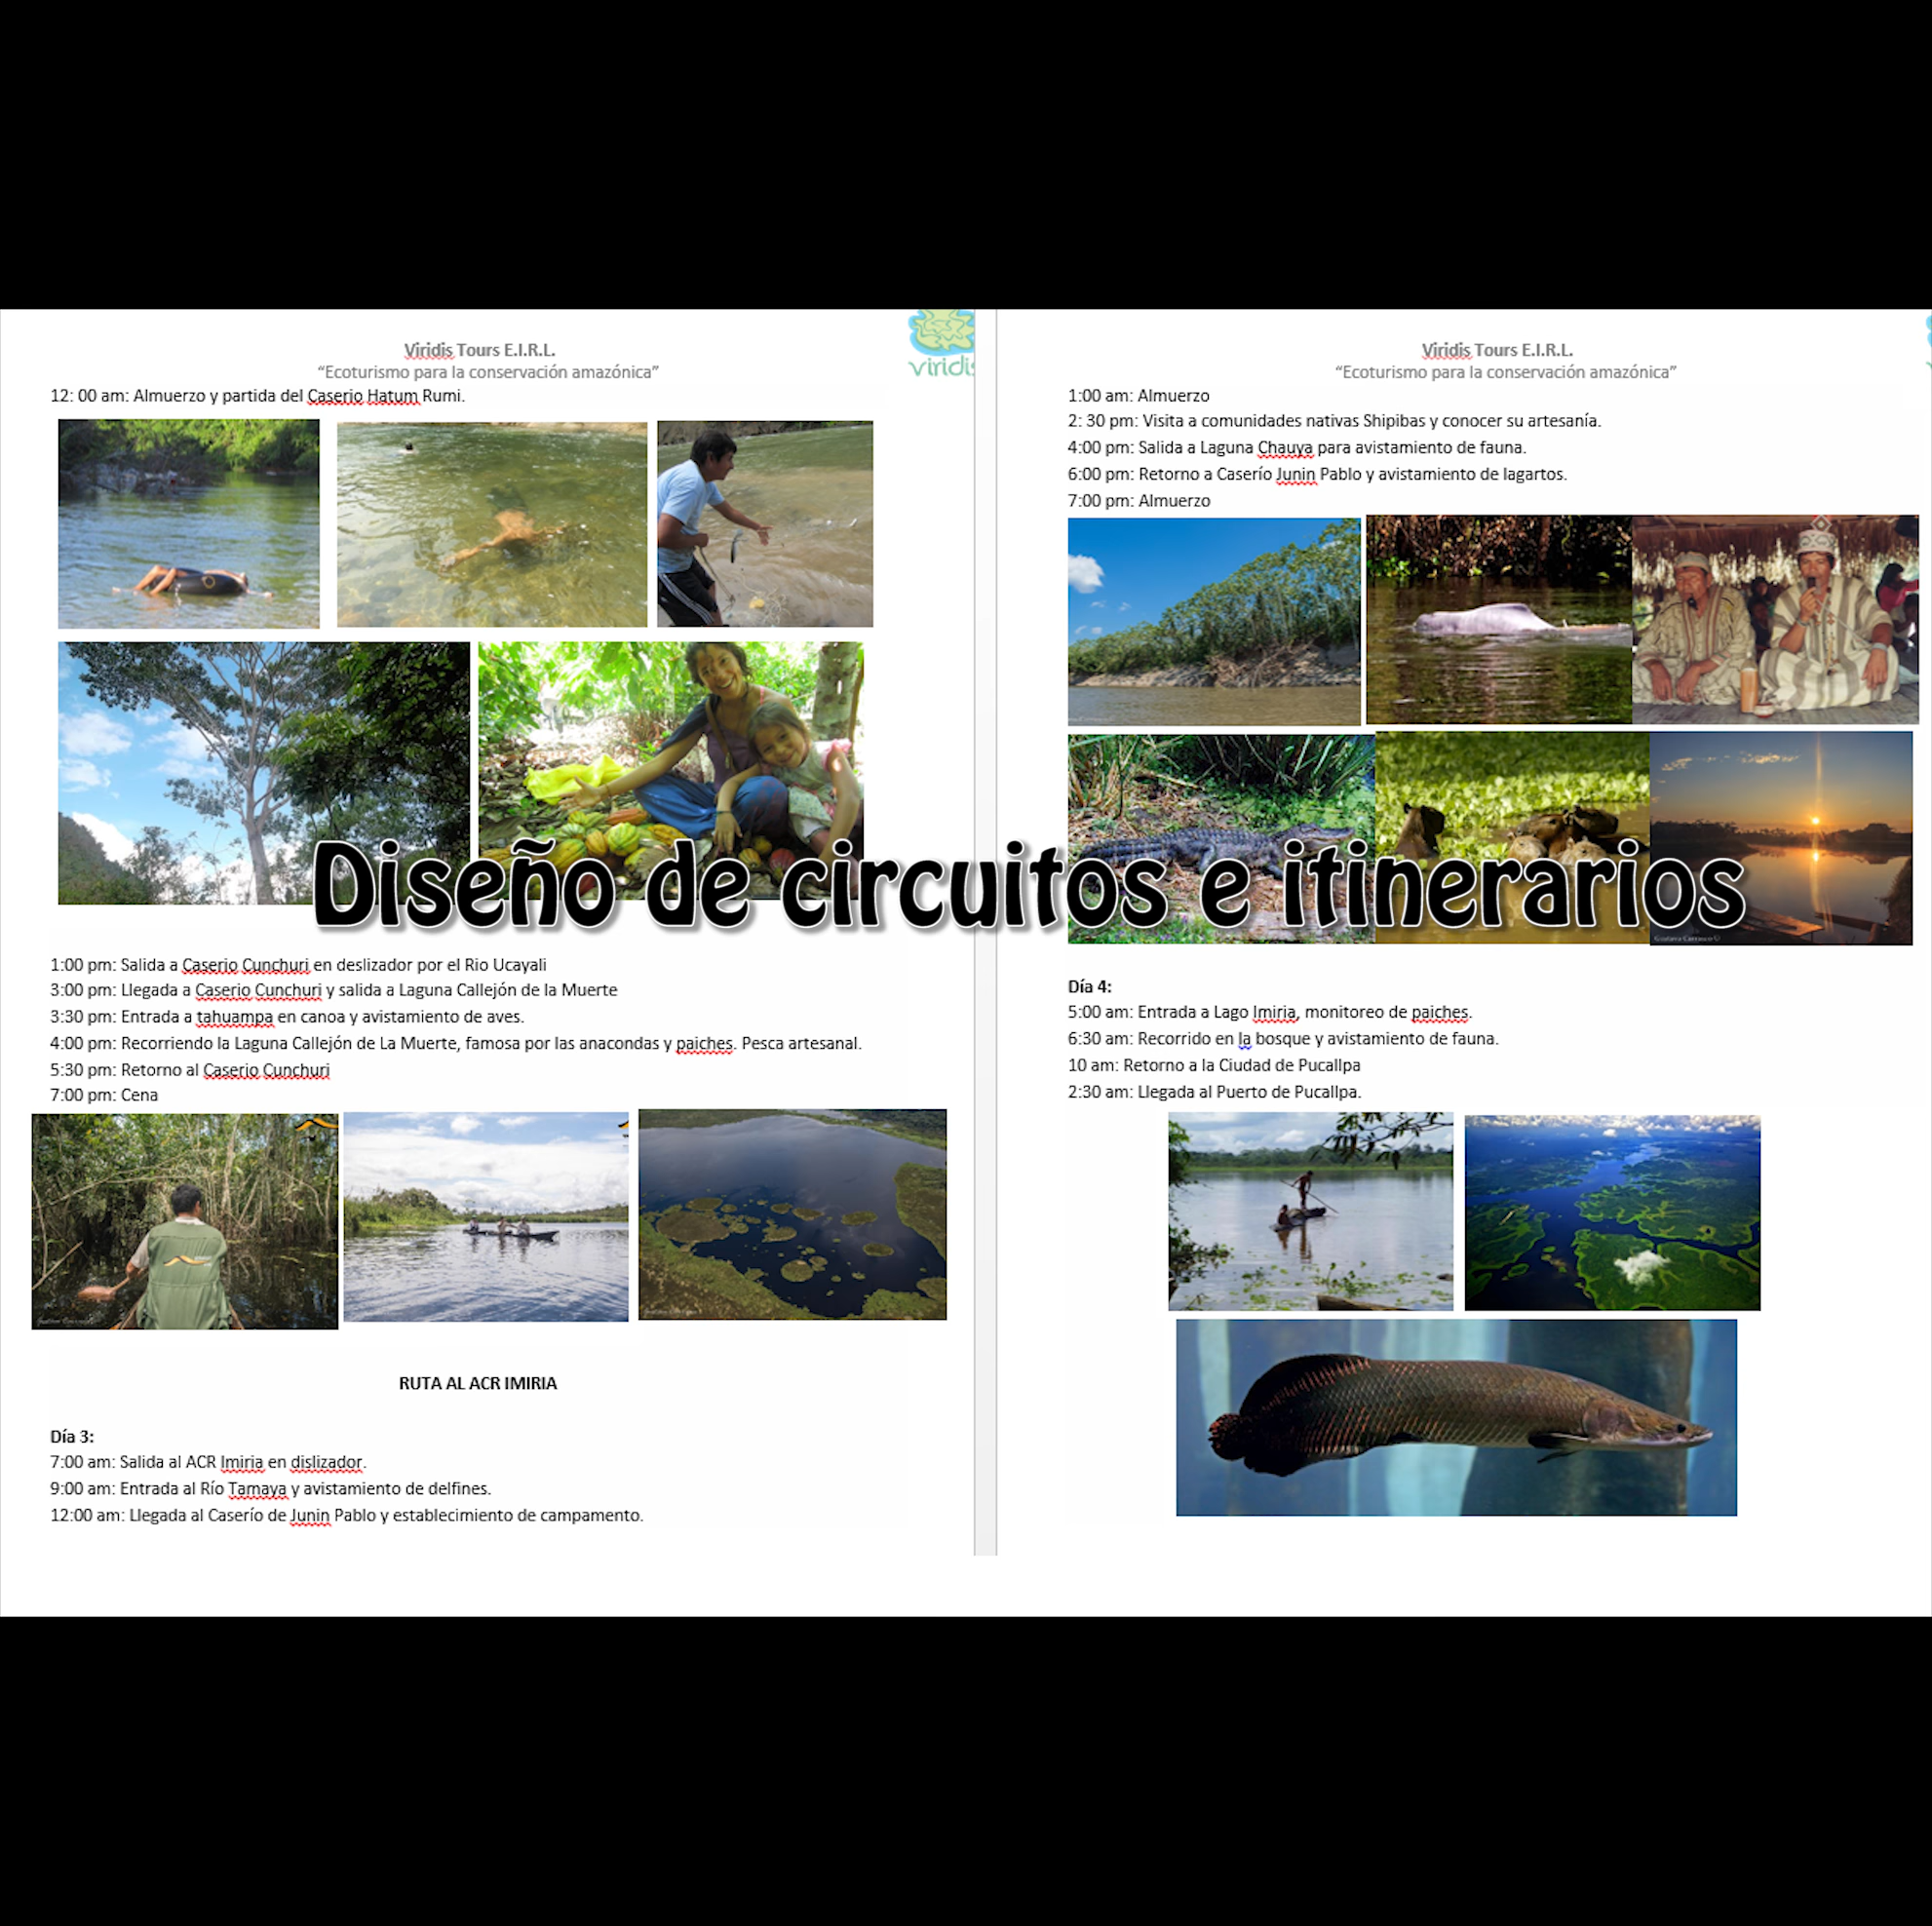 Viridis Tours E.I.R.L.
“Ecoturismo para la conservación amazónica”
12: 00 am: Almuerzo y partida del Caserio Hatum Rumi.
1:00 pm: Salida a Caserio Cunchuri en deslizador por el Rio Ucayali
3:00 pm: Llegada a Caserio Cunchuri y salida a Laguna Callejón de la Muerte
3:30 pm: Entrada a tahuampa en canoa y avistamiento de aves.
4:00 pm: Recorriendo la Laguna Callejón de La Muerte, famosa por las anacondas y paiches. Pesca artesanal.
5:30 pm: Retorno al Caserio Cunchuri
7:00 pm: Cena
RUTA AL ACR IMIRIA
Día 3:
7:00 am: Salida al ACR Imiria en dislizador.
9:00 am: Entrada al Río Tamaya y avistamiento de delfines.
12:00 am: Llegada al Caserío de Junin Pablo y establecimiento de campamento.
viridis
Viridis Tours E.I.R.L.
“Ecoturismo para la conservación amazónica”
1:00 am: Almuerzo
2: 30 pm: Visita a comunidades nativas Shipibas y conocer su artesanía.
4:00 pm: Salida a Laguna Chauya para avistamiento de fauna.
6:00 pm: Retorno a Caserío Junin Pablo y avistamiento de lagartos.
7:00 pm: Almuerzo
Diseño de circuitos e itinerarios
Día 4:
5:00 am: Entrada a Lago Imiria, monitoreo de paiches.
6:30 am: Recorrido en la bosque y avistamiento de fauna.
10 am: Retorno a la Ciudad de Pucallpa
2:30 am: Llegada al Puerto de Pucallpa.